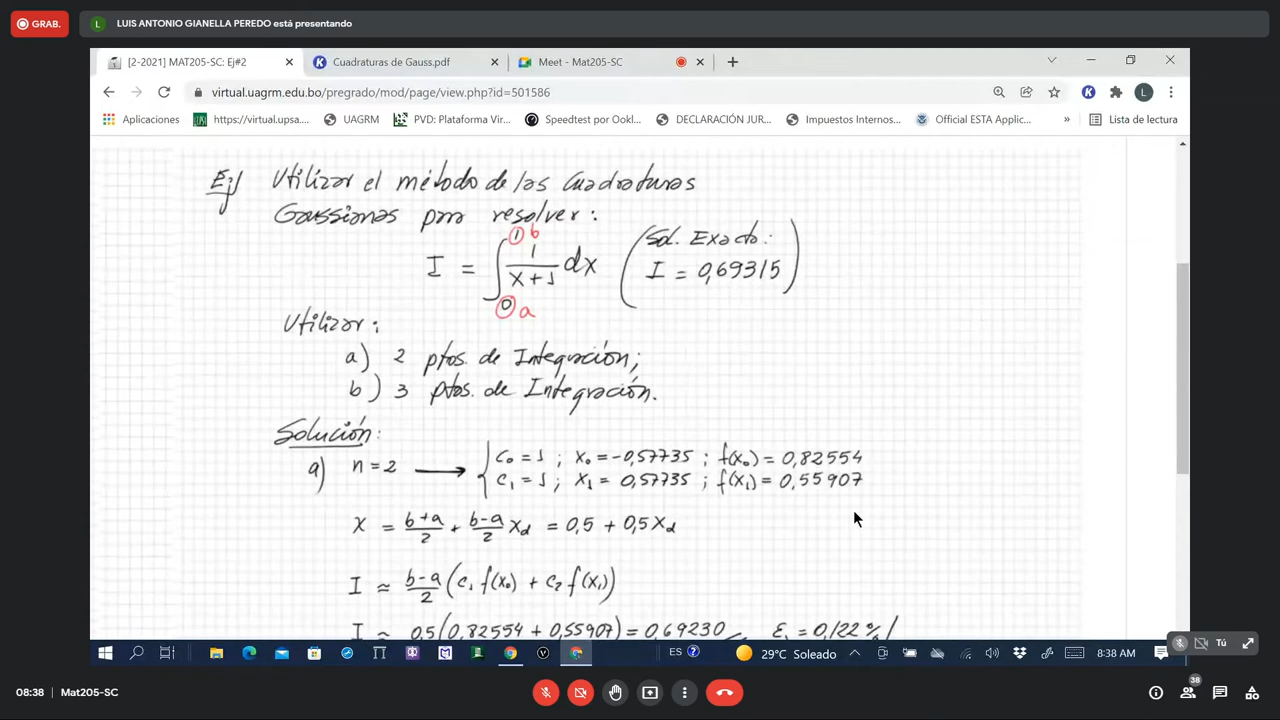 GRAB.
L LUIS ANTONIO GIANELLA PEREDO está presentando
[2-2021] MAT205-SC: Ej#2
Cuadraturas de Gauss.pdf
Meet - Mat205-SC
virtual.uagrm.edu.bo/pregrado/mod/page/view.php?id=501586
L
Aplicaciones
https://virtual.upsa....
UAGRM
PVD: Plataforma Vir...
Speedtest por Ookl...
DECLARACIÓN JUR...
Impuestos Internos...
Official ESTA Applic...
»
Lista de lectura
Ej/ Utilizar el método de las Cuadraturas
Gaussianas para resolver:
I = ∫ 0 a 1 b 1/(x+1) dx (Sol. Exacta: I = 0,69315)
Utilizar:
a) 2 ptos. de Integración;
b) 3 ptos. de Integración.
Solución:
a) n=2 → { C₀ = 1 ; X₀ = -0,57735 ; f(x₀) = 0,82554
C₁ = 1 ; X₁ = 0,57735 ; f(x₁) = 0,55907
X = (b+a)/2 + (b-a)/2 Xd = 0,5 + 0,5Xd
I ≈ (b-a)/2 (C₁ f(x₀) + C₂ f(x₁))
I ≈ 0,5(0,82554 + 0,55907) = 0,69230 εₜ = 0,122 %/
ES
29°C Soleado
8:38 AM
Tú
08:38 Mat205-SC
38